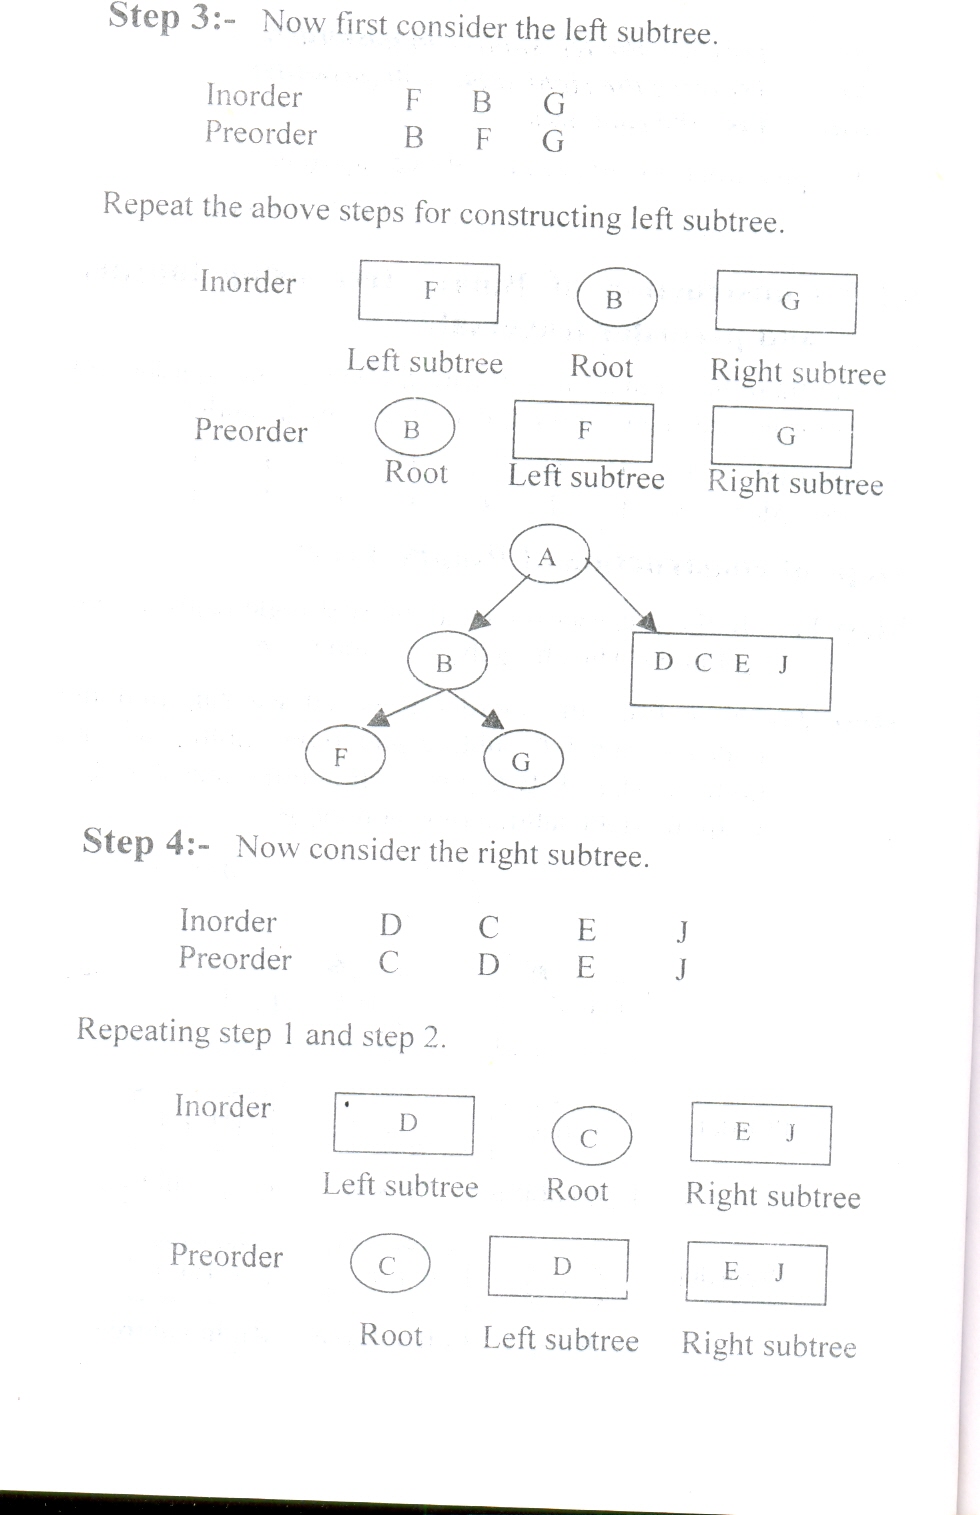 Step 3:- Now first consider the left subtree.
Inorder F B G
Preorder B F G
Repeat the above steps for constructing left subtree.
Inorder F B G
Left subtree Root Right subtree
Preorder B F G
Root Left subtree Right subtree
A
B D C E J
F G
Step 4:- Now consider the right subtree.
Inorder D C E J
Preorder C D E J
Repeating step 1 and step 2.
Inorder D C E J
Left subtree Root Right subtree
Preorder C D E J
Root Left subtree Right subtree